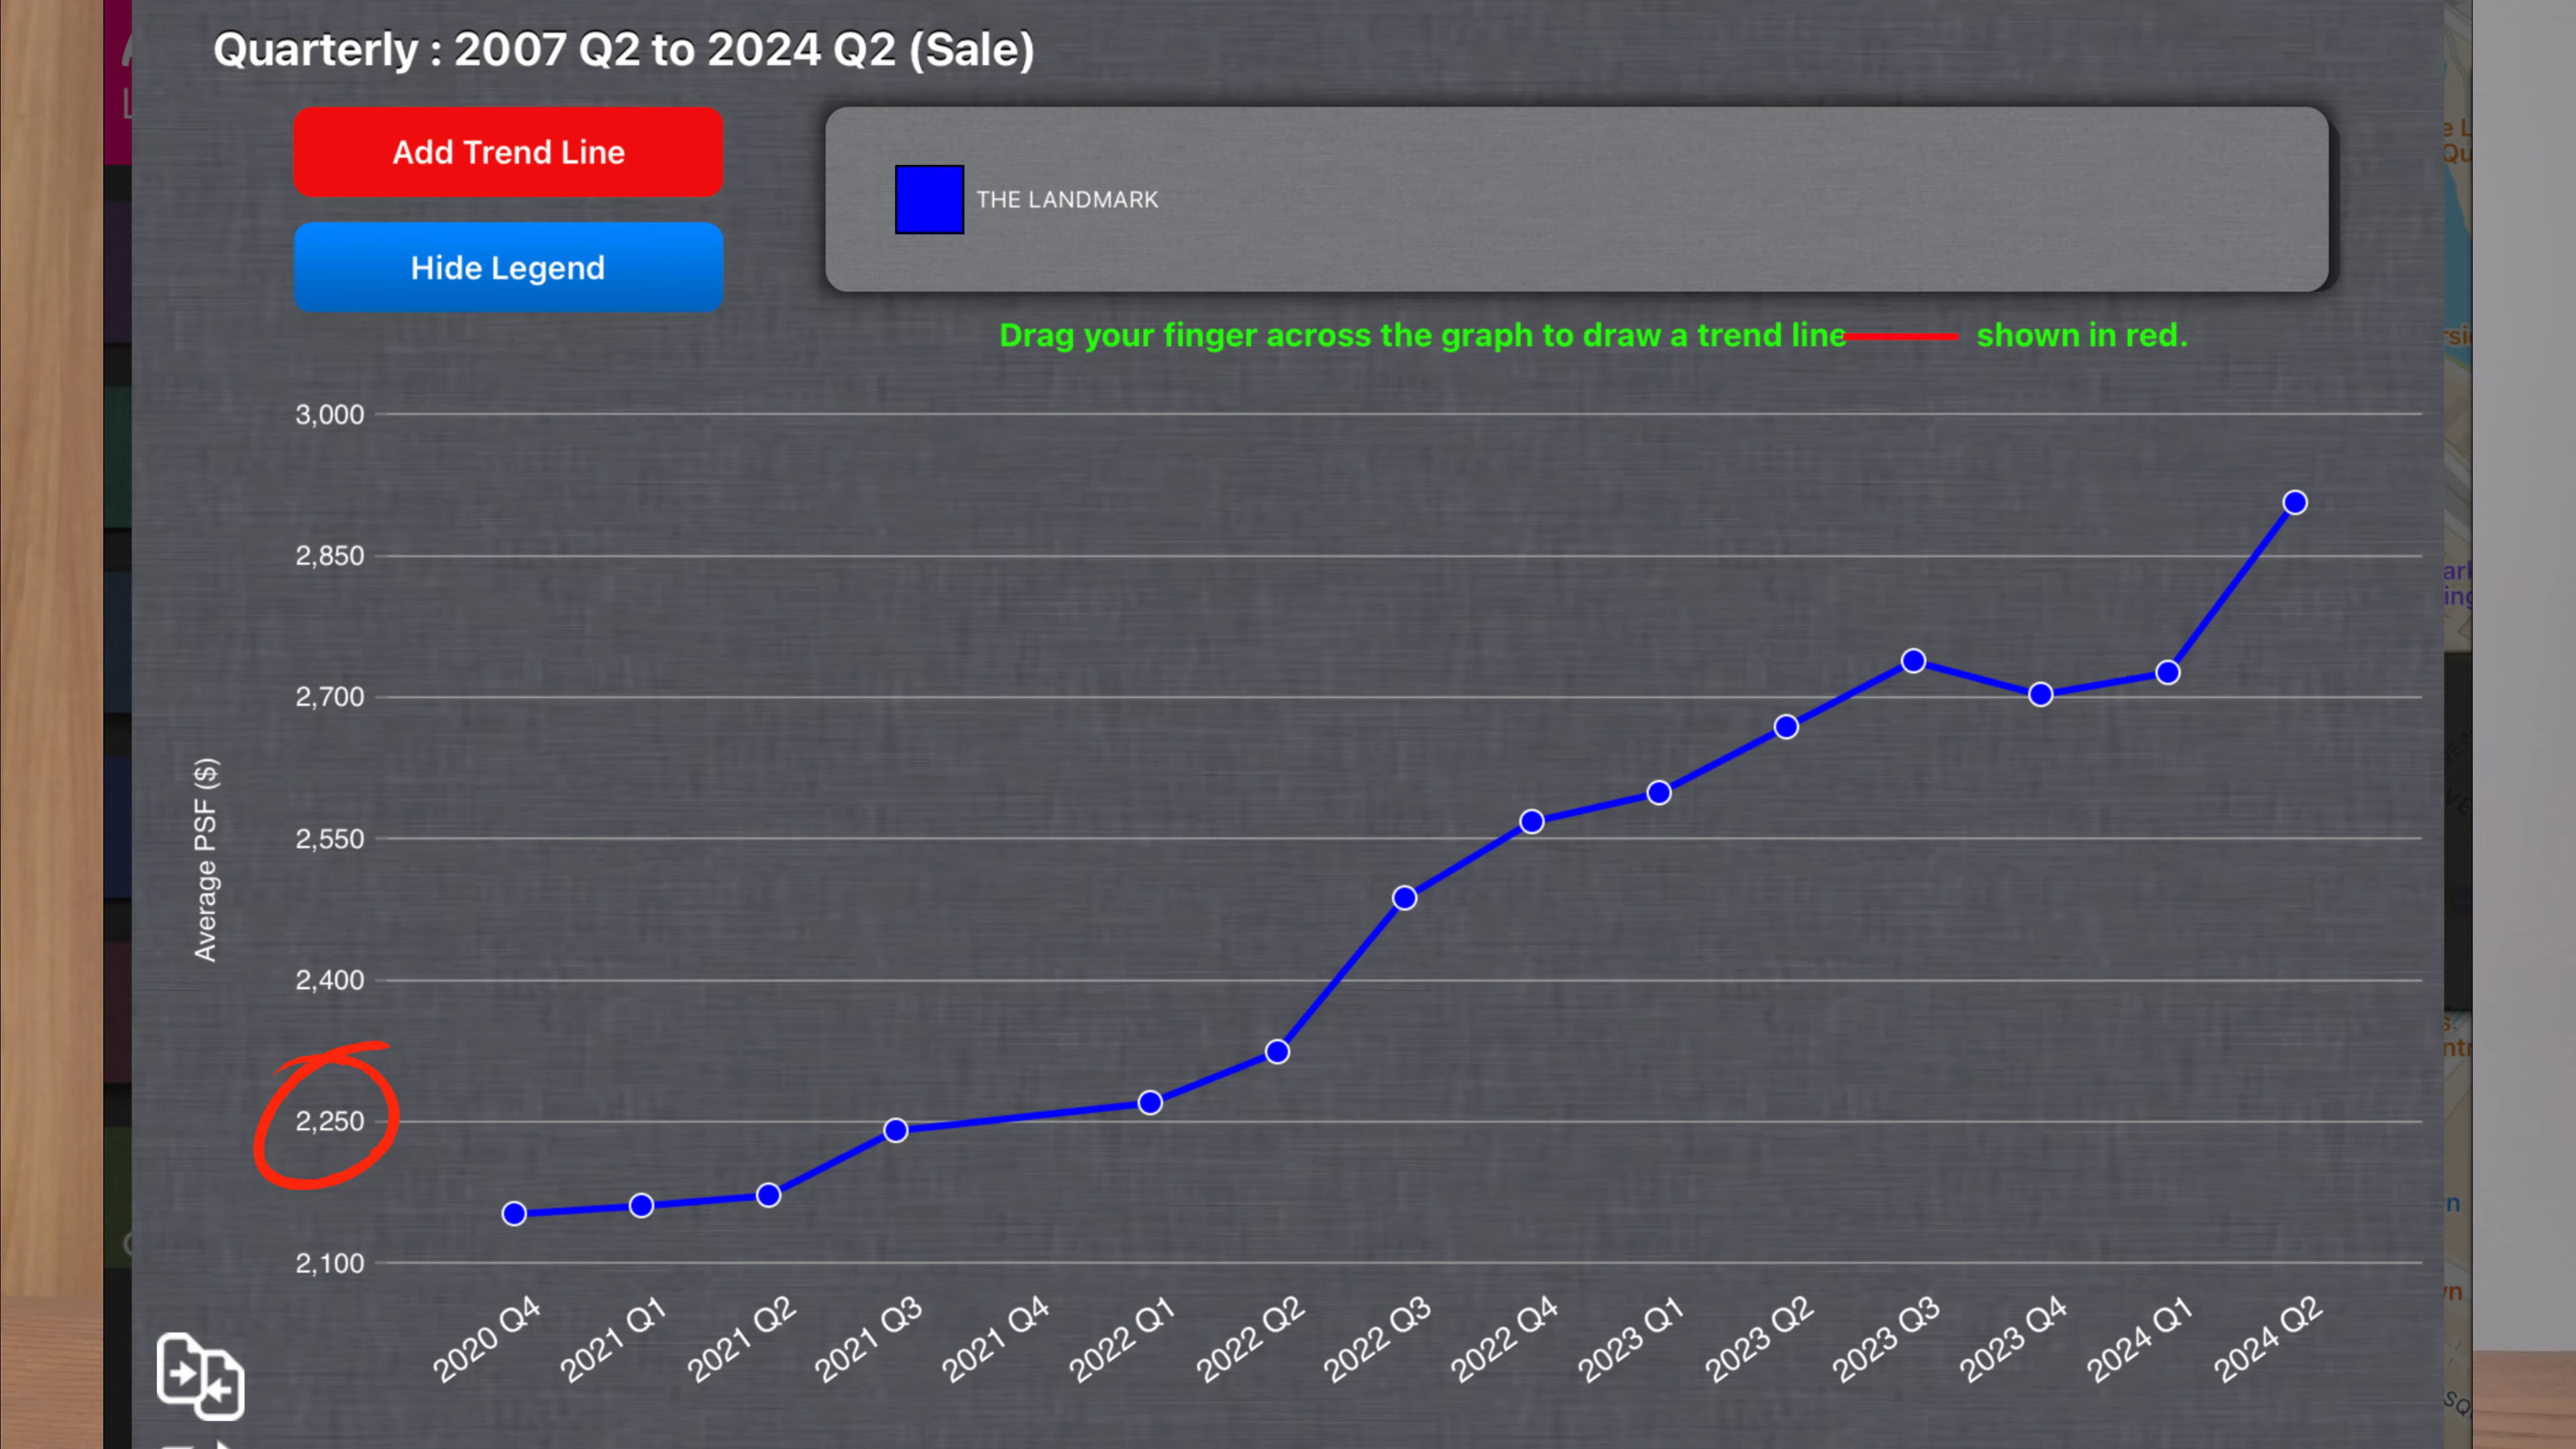 Quarterly : 2007 Q2 to 2024 Q2 (Sale)
Add Trend Line
Hide Legend
THE LANDMARK
Drag your finger across the graph to draw a trend line shown in red.
3,000
2,850
2,700
2,550
2,400
2,250
2,100
Average PSF ($)
2020 Q4
2021 Q1
2021 Q2
2021 Q3
2021 Q4
2022 Q1
2022 Q2
2022 Q3
2022 Q4
2023 Q1
2023 Q2
2023 Q3
2023 Q4
2024 Q1
2024 Q2